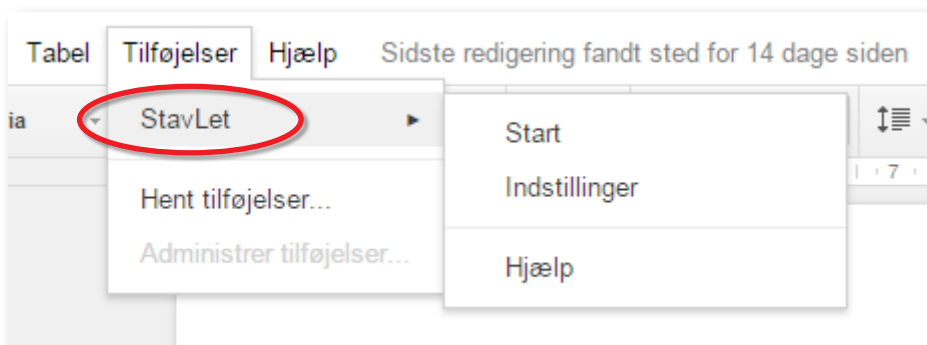 Tabel Tilføjelser Hjælp Sidste redigering fandt sted for 14 dage siden
ia StavLet
Start
Indstillinger
7
Hent tilføjelser...
Administrer tilføjelser...
Hjælp